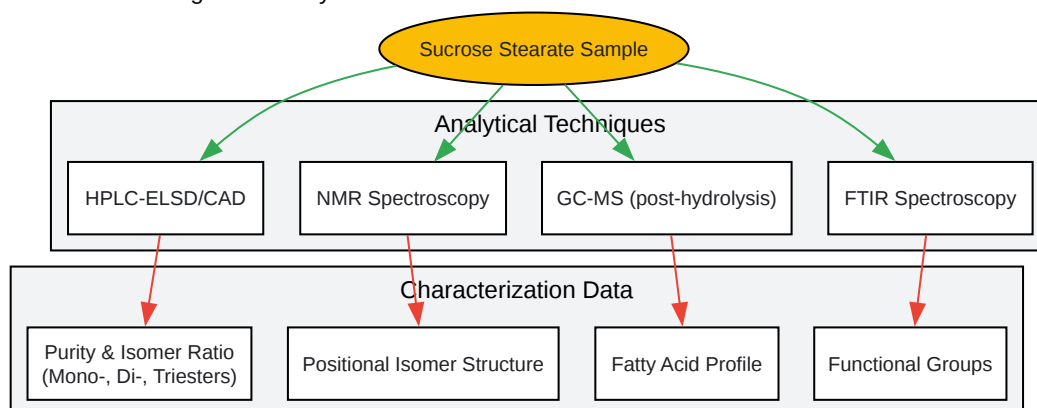 Sucrose Stearate Sample
Analytical Techniques
HPLC-ELSD/CAD
NMR Spectroscopy
GC-MS (post-hydrolysis)
FTIR Spectroscopy
Characterization Data
Purity & Isomer Ratio
(Mono-, Di-, Triesters)
Positional Isomer Structure
Fatty Acid Profile
Functional Groups